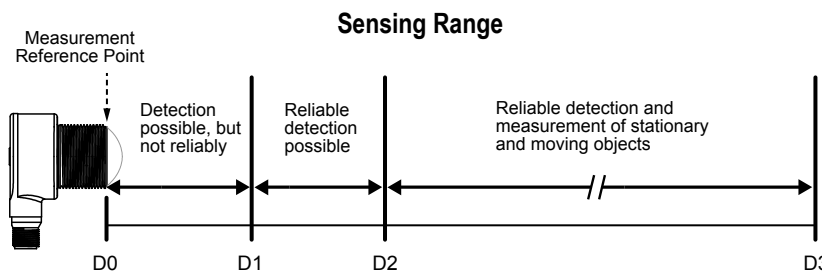 Sensing Range
Measurement
Reference Point
Detection
possible, but
not reliably
Reliable
detection
possible
Reliable detection and
measurement of stationary
and moving objects
D0
D1
D2
D3